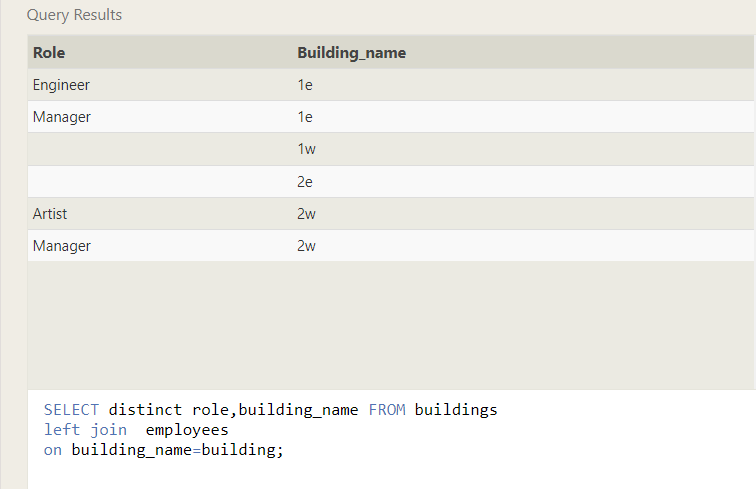 Query Results
Role Building_name
Engineer 1e
Manager 1e
1w
2e
Artist 2w
Manager 2w
SELECT distinct role,building_name FROM buildings
left join  employees
on building_name=building;